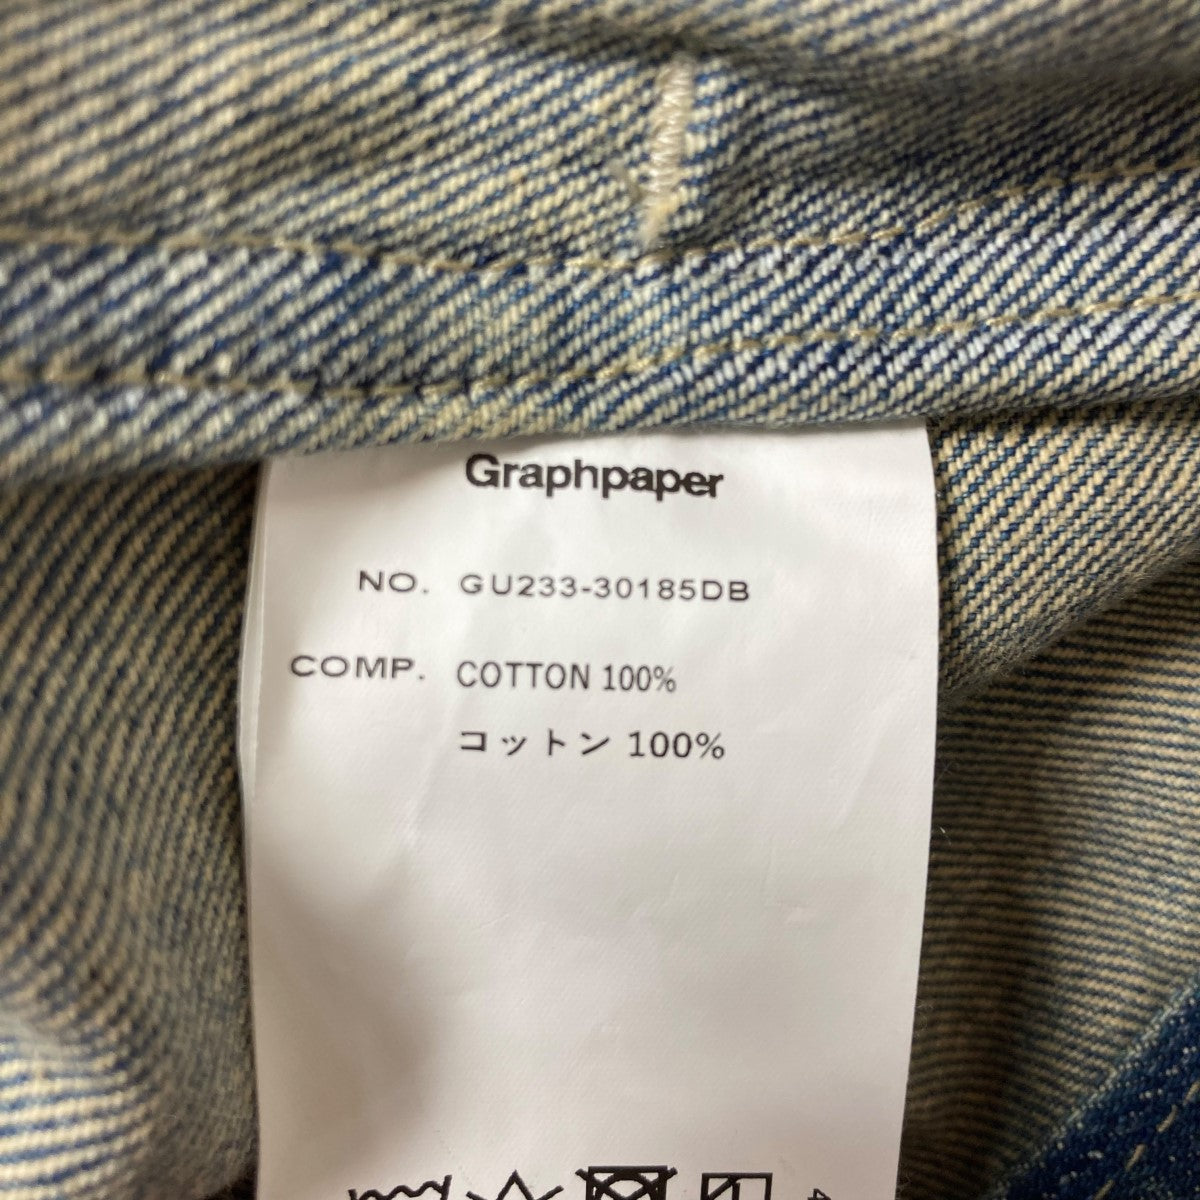 Graphpaper
NO. GU233-30185DB
COMP. COTTON 100%
コットン 100%